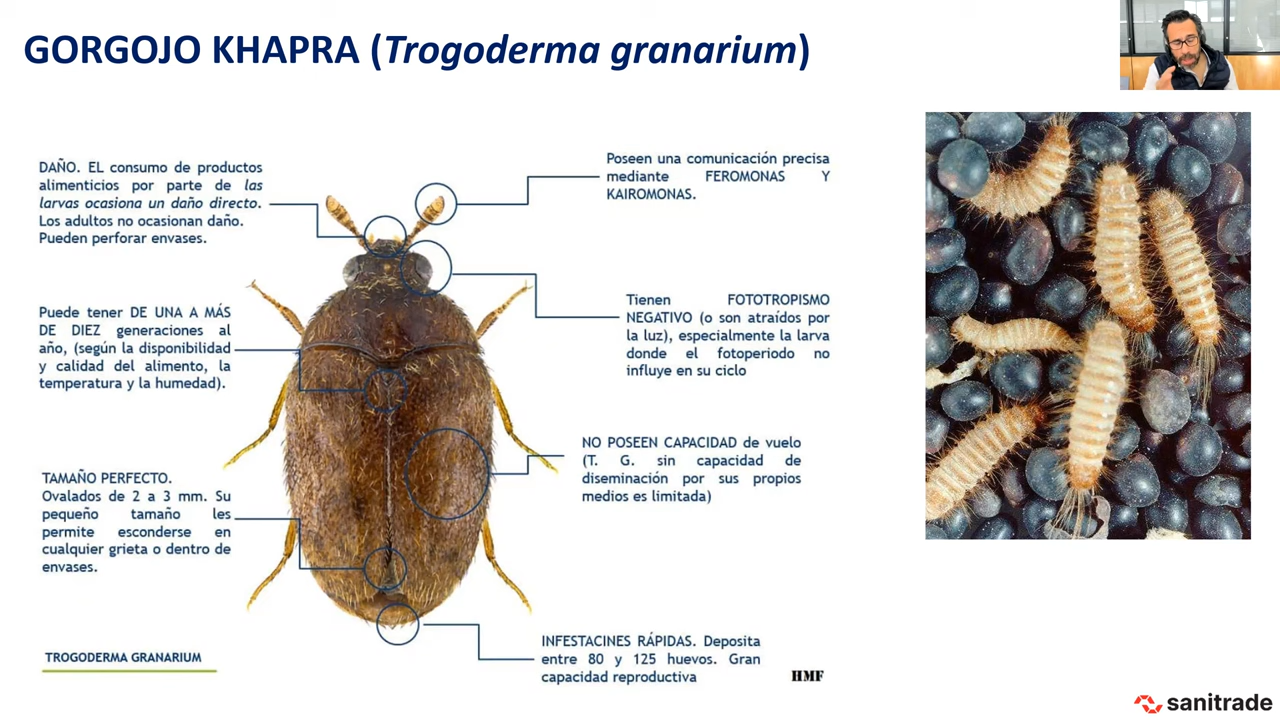 GORGOJO KHAPRA (Trogoderma granarium)
DAÑO. EL consumo de productos
alimenticios por parte de las
larvas ocasiona un daño directo.
Los adultos no ocasionan daño.
Pueden perforar envases.
Poseen una comunicación precisa
mediante FEROMONAS Y
KAIROMONAS.
Puede tener DE UNA A MÁS
DE DIEZ generaciones al
año, (según la disponibilidad
y calidad del alimento, la
temperatura y la humedad).
Tienen FOTOTROPISMO
NEGATIVO (o son atraídos por
la luz), especialmente la larva
donde el fotoperiodo no
influye en su ciclo
NO POSEEN CAPACIDAD de vuelo
(T. G. sin capacidad de
diseminación por sus propios
medios es limitada)
TAMAÑO PERFECTO.
Ovalados de 2 a 3 mm. Su
pequeño tamaño les
permite esconderse en
cualquier grieta o dentro de
envases.
INFESTACINES RÁPIDAS. Deposita
entre 80 y 125 huevos. Gran
capacidad reproductiva
TROGODERMA GRANARIUM
HMF
sanitrade